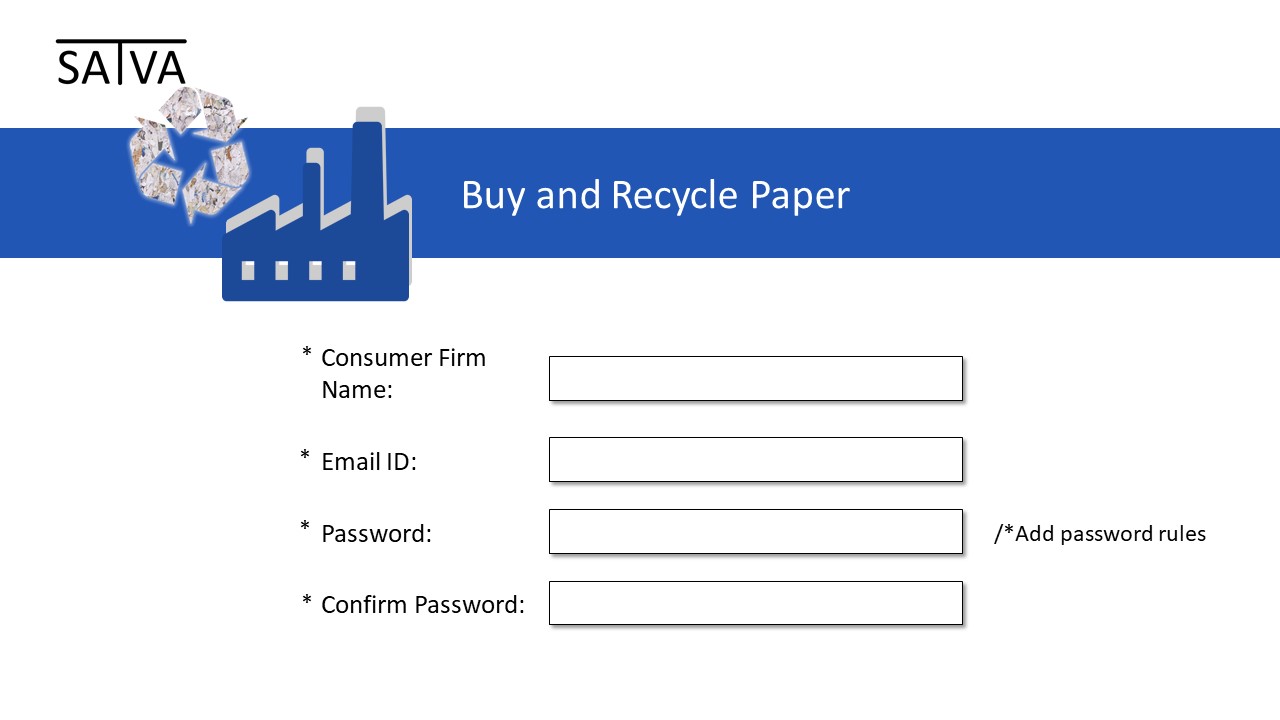 SATVA
Buy and Recycle Paper
* Consumer Firm
Name:
* Email ID:
* Password:
/*Add password rules
* Confirm Password: